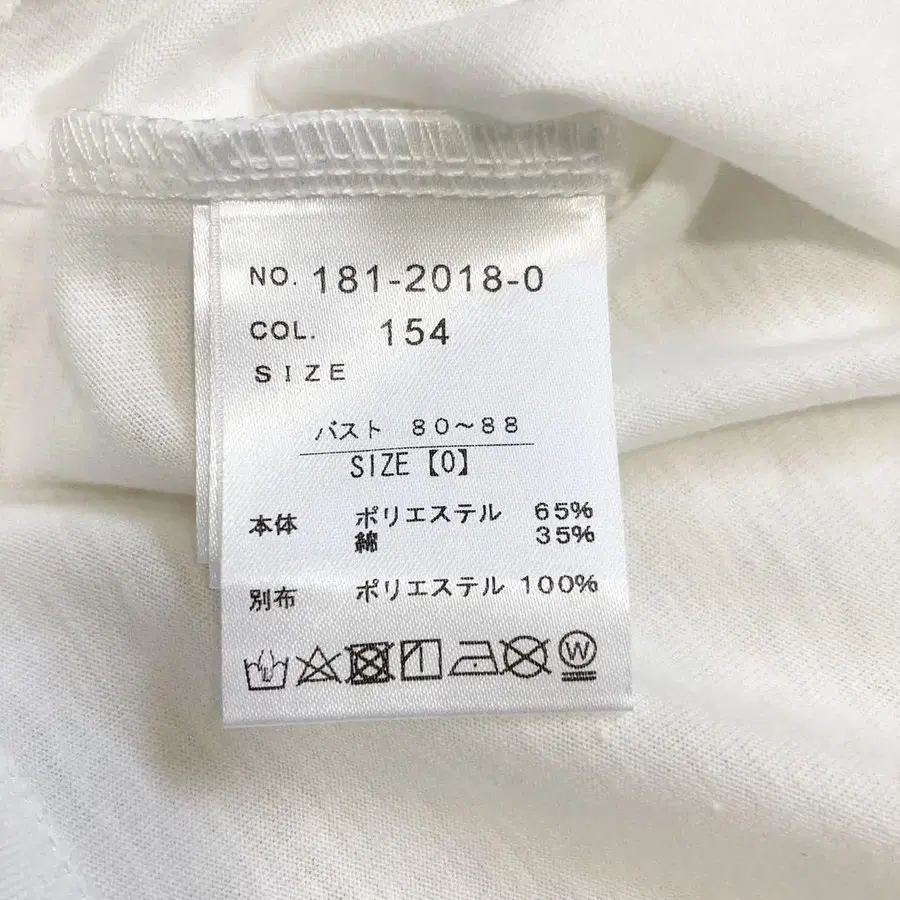 NO. 181-2018-0
COL. 154
SIZE
バスト 80~88
SIZE【0】
本体 ポリエステル 65%
綿 35%
別布 ポリエステル 100%
W